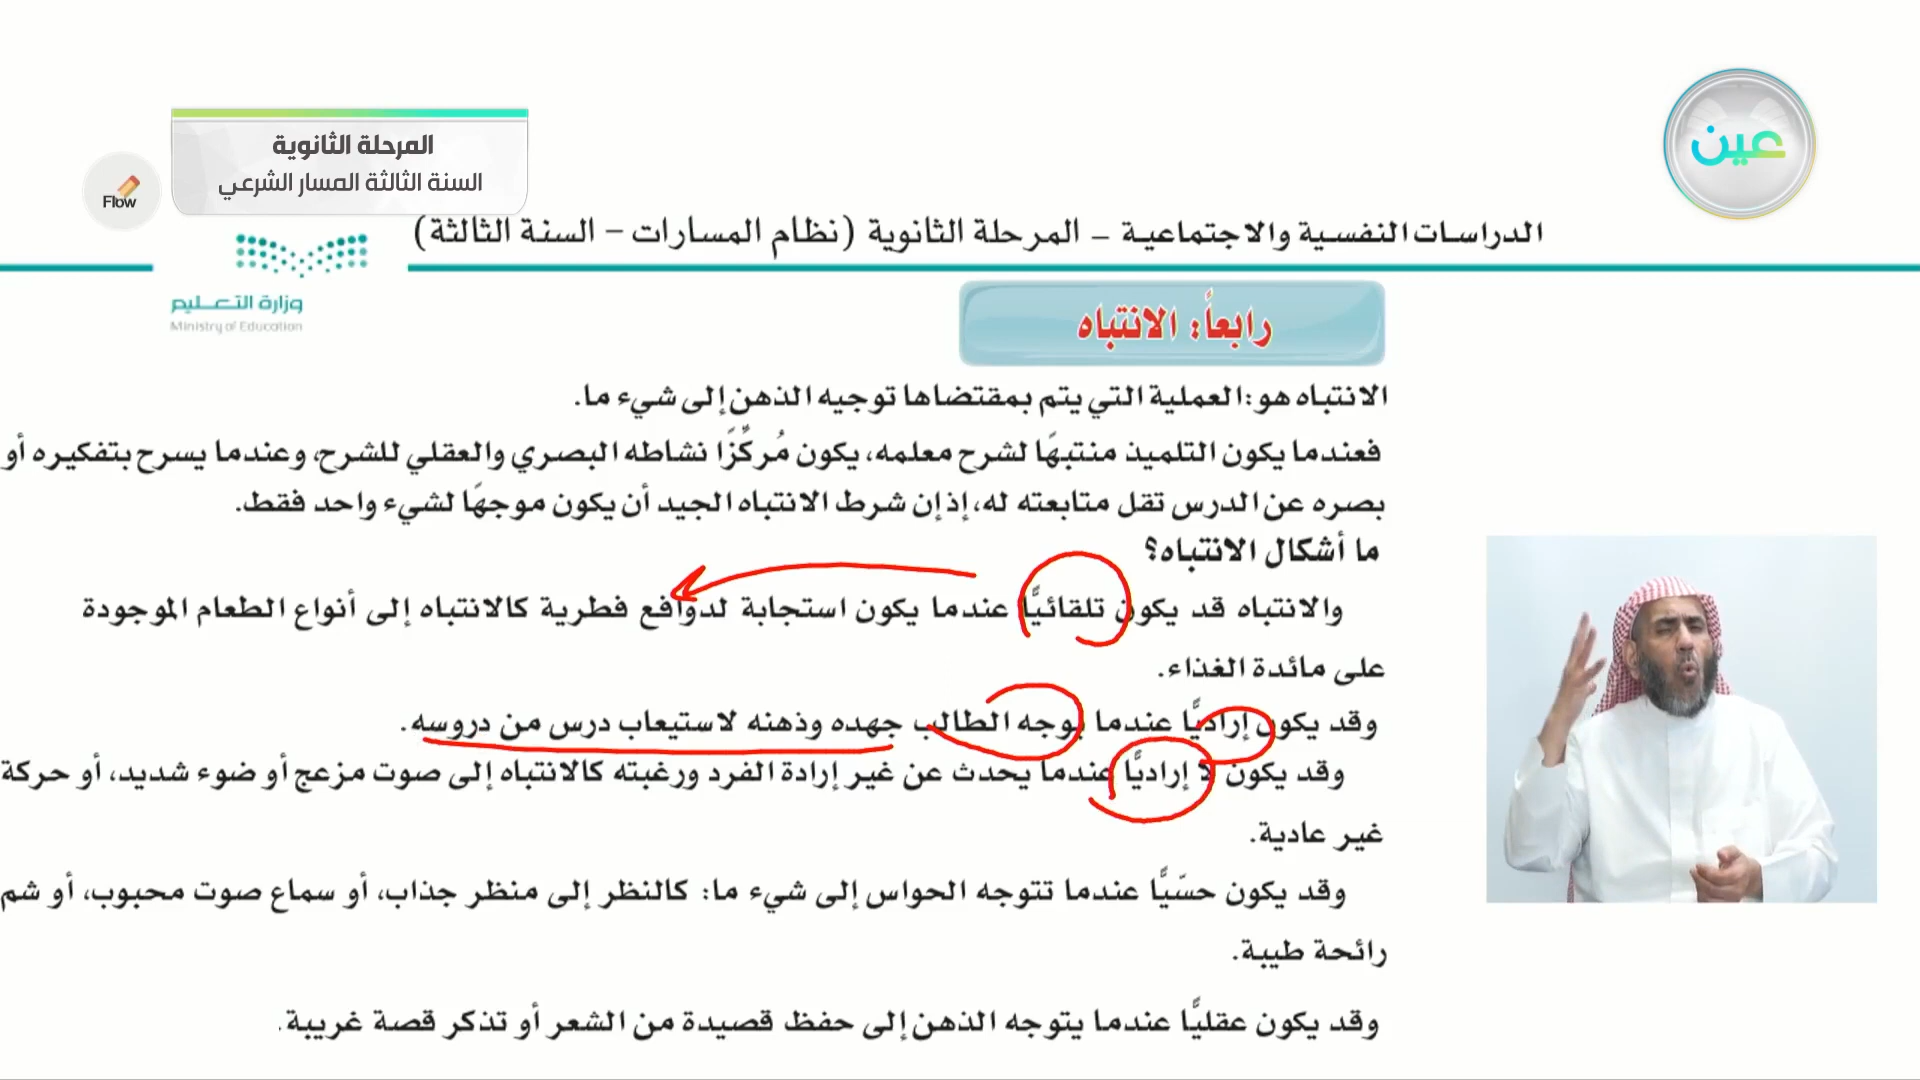 عين
المرحلة الثانوية
السنة الثالثة المسار الشرعي
Flow
الدراسات النفسية والاجتماعية – المرحلة الثانوية (نظام المسارات – السنة الثالثة)
وزارة التعليم
Ministry of Education
رابعاً: الانتباه
الانتباه هو: العملية التي يتم بمقتضاها توجيه الذهن إلى شيء ما.
فعندما يكون التلميذ منتبهًا لشرح معلمه، يكون مُركِّزًا نشاطه البصري والعقلي للشرح، وعندما يسرح بتفكيره أو
بصره عن الدرس تقل متابعته له، إذ إن شرط الانتباه الجيد أن يكون موجهًا لشيء واحد فقط.
ما أشكال الانتباه؟
والانتباه قد يكون تلقائيًّا عندما يكون استجابة لدوافع فطرية كالانتباه إلى أنواع الطعام الموجودة
على مائدة الغذاء.
وقد يكون إراديًّا عندما يوجه الطالب جهده وذهنه لاستيعاب درس من دروسه.
وقد يكون لا إراديًّا عندما يحدث عن غير إرادة الفرد ورغبته كالانتباه إلى صوت مزعج أو ضوء شديد، أو حركة
غير عادية.
وقد يكون حسّيًّا عندما تتوجه الحواس إلى شيء ما: كالنظر إلى منظر جذاب، أو سماع صوت محبوب، أو شم
رائحة طيبة.
وقد يكون عقليًّا عندما يتوجه الذهن إلى حفظ قصيدة من الشعر أو تذكر قصة غريبة.